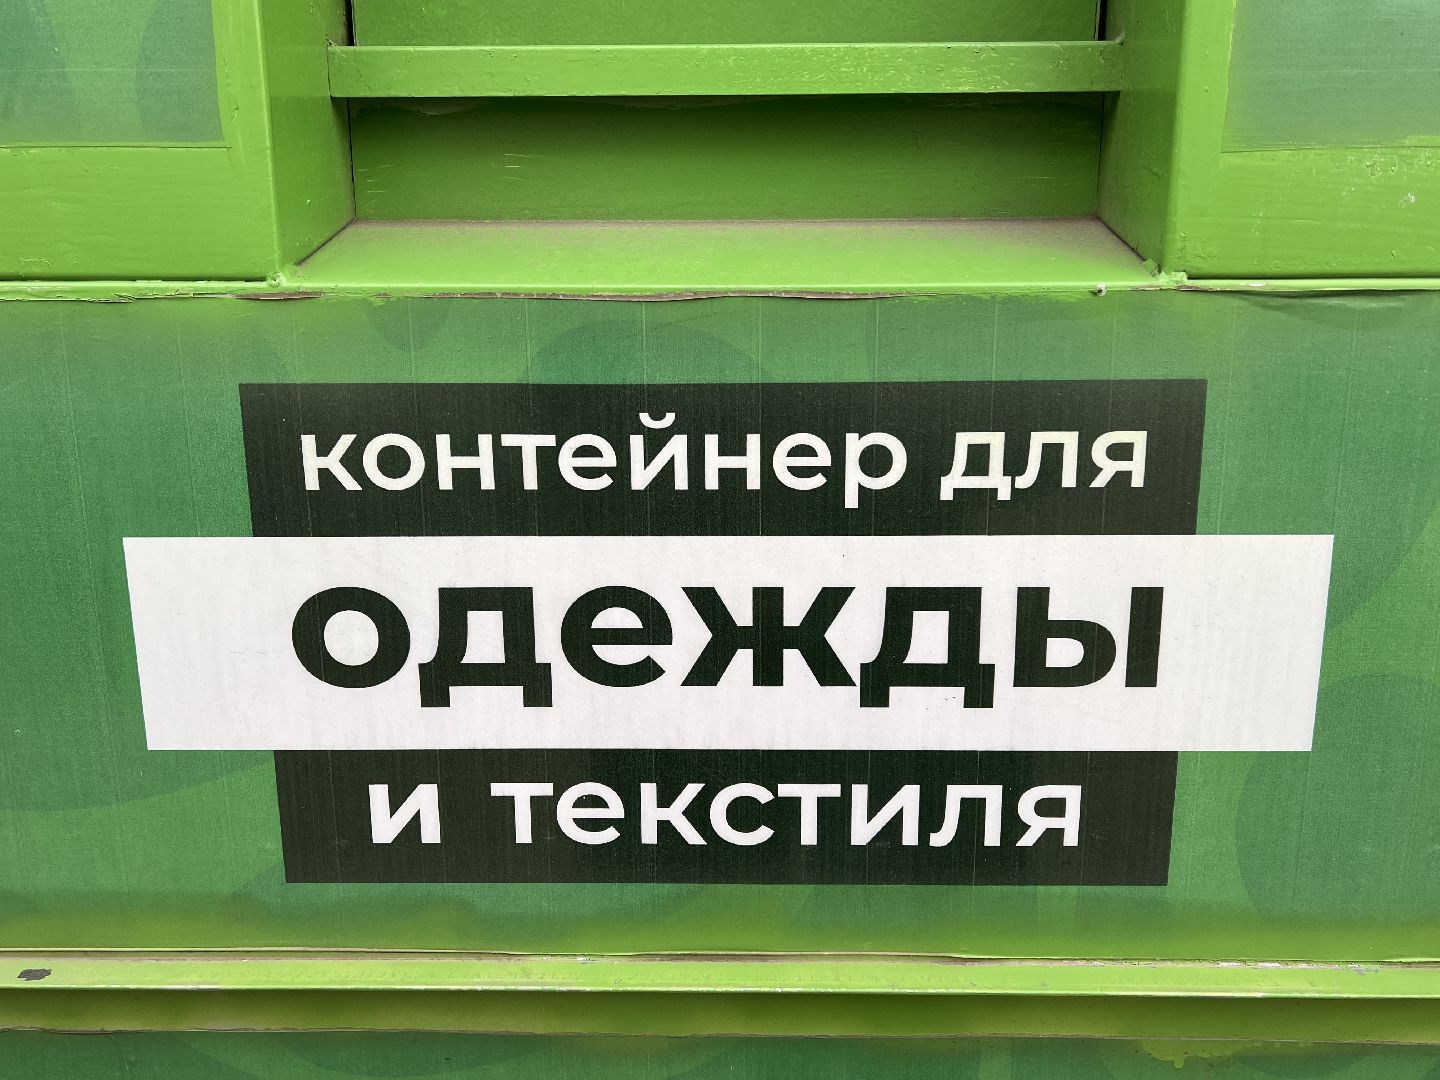 контейнер для
одежды
и текстиля